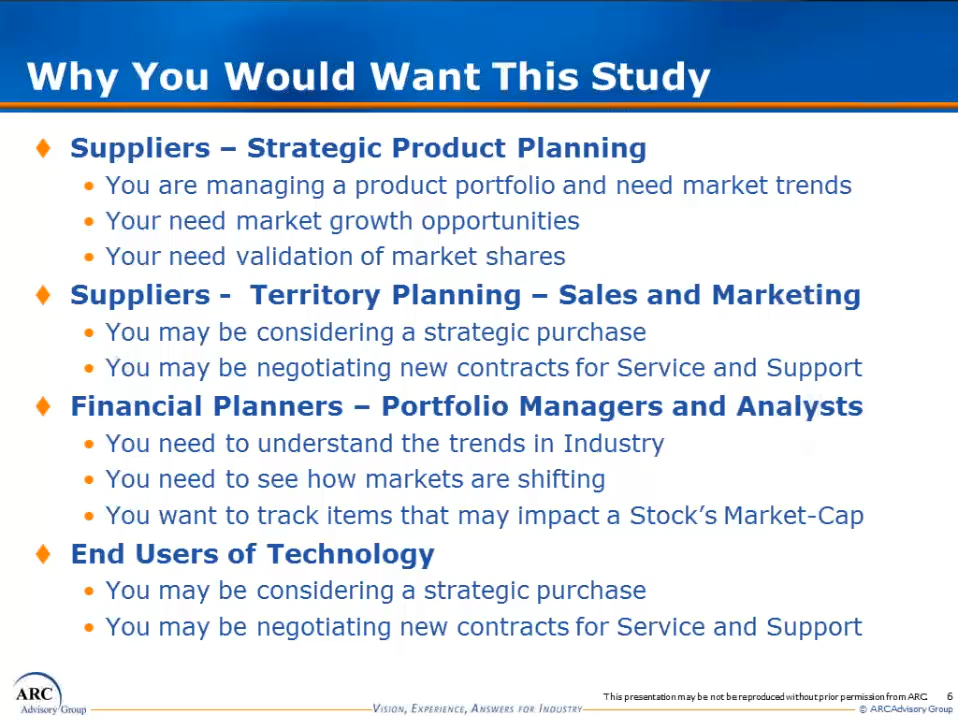 Why You Would Want This Study
Suppliers – Strategic Product Planning
You are managing a product portfolio and need market trends
Your need market growth opportunities
Your need validation of market shares
Suppliers - Territory Planning – Sales and Marketing
You may be considering a strategic purchase
You may be negotiating new contracts for Service and Support
Financial Planners – Portfolio Managers and Analysts
You need to understand the trends in Industry
You need to see how markets are shifting
You want to track items that may impact a Stock's Market-Cap
End Users of Technology
You may be considering a strategic purchase
You may be negotiating new contracts for Service and Support
ARC
Advisory Group
VISION, EXPERIENCE, ANSWERS FOR INDUSTRY
This presentation may be not be reproduced without prior permission from ARC. 6
© ARC Advisory Group